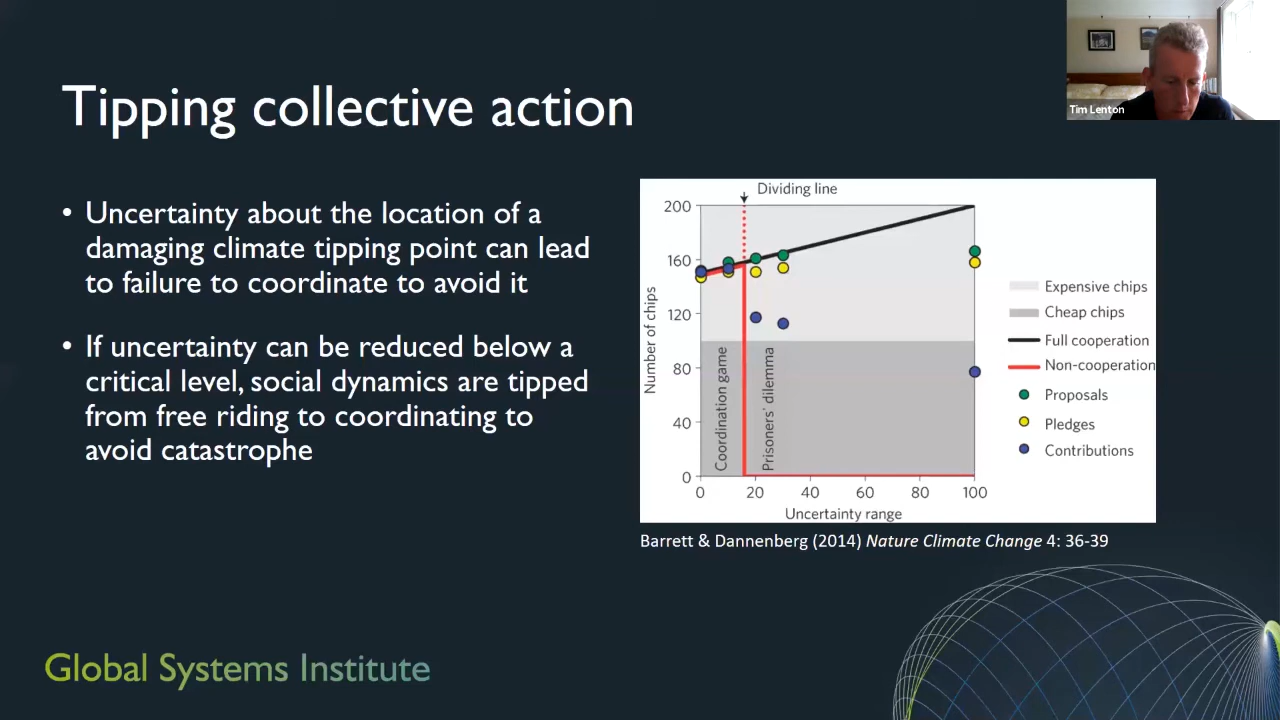 Tim Lenton
Tipping collective action
• Uncertainty about the location of a
damaging climate tipping point can lead
to failure to coordinate to avoid it
• If uncertainty can be reduced below a
critical level, social dynamics are tipped
from free riding to coordinating to
avoid catastrophe
Dividing line
200
160
120
80
40
0
Number of chips
Coordination game
Prisoners' dilemma
0 20 40 60 80 100
Uncertainty range
Expensive chips
Cheap chips
Full cooperation
Non-cooperation
Proposals
Pledges
Contributions
Barrett & Dannenberg (2014) Nature Climate Change 4: 36-39
Global Systems Institute